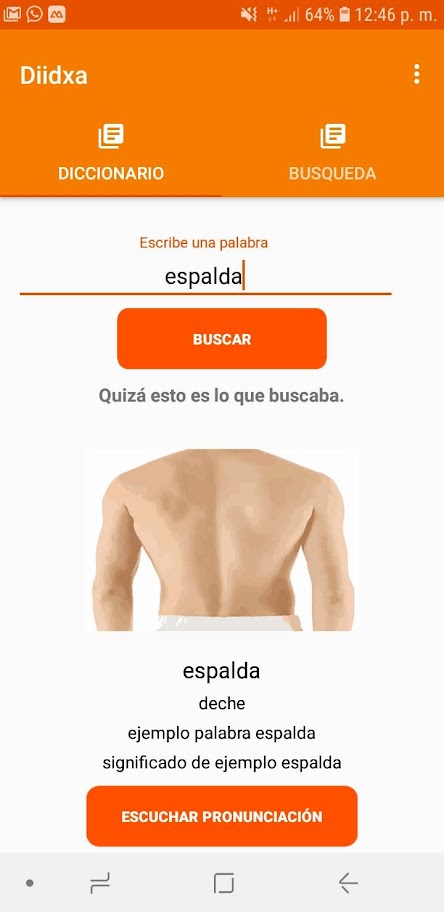 H+ 64% 12:46 p. m.
Diidxa
DICCIONARIO BUSQUEDA
Escribe una palabra
espalda
BUSCAR
Quizá esto es lo que buscaba.
espalda
deche
ejemplo palabra espalda
significado de ejemplo espalda
ESCUCHAR PRONUNCIACIÓN